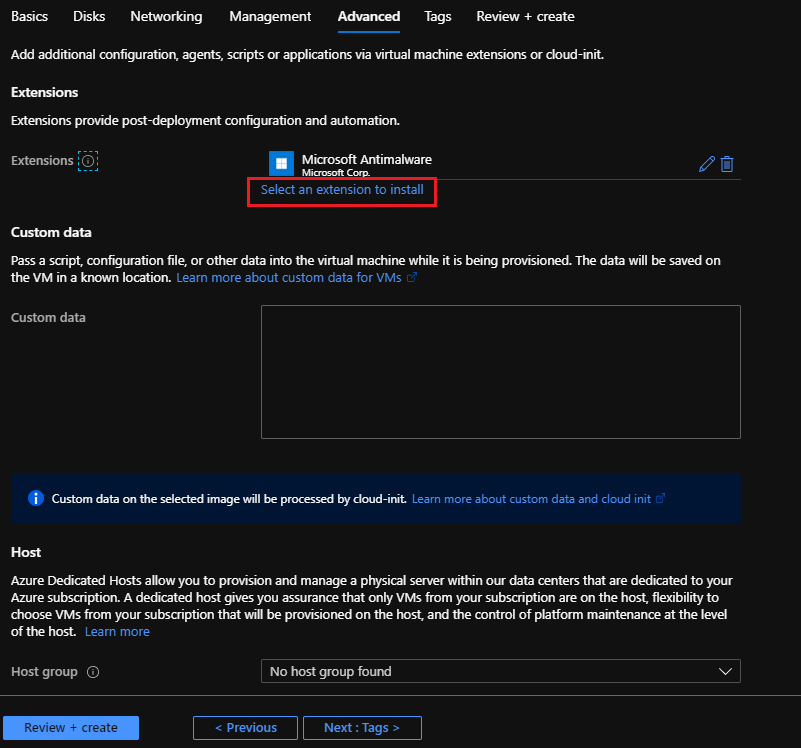 Basics Disks Networking Management Advanced Tags Review + create
Add additional configuration, agents, scripts or applications via virtual machine extensions or cloud-init.
Extensions
Extensions provide post-deployment configuration and automation.
Extensions
Microsoft Antimalware
Microsoft Corp.
Select an extension to install
Custom data
Pass a script, configuration file, or other data into the virtual machine while it is being provisioned. The data will be saved on
the VM in a known location. Learn more about custom data for VMs
Custom data
Custom data on the selected image will be processed by cloud-init. Learn more about custom data and cloud init
Host
Azure Dedicated Hosts allow you to provision and manage a physical server within our data centers that are dedicated to your
Azure subscription. A dedicated host gives you assurance that only VMs from your subscription are on the host, flexibility to
choose VMs from your subscription that will be provisioned on the host, and the control of platform maintenance at the level
of the host. Learn more
Host group No host group found
Review + create < Previous Next : Tags >